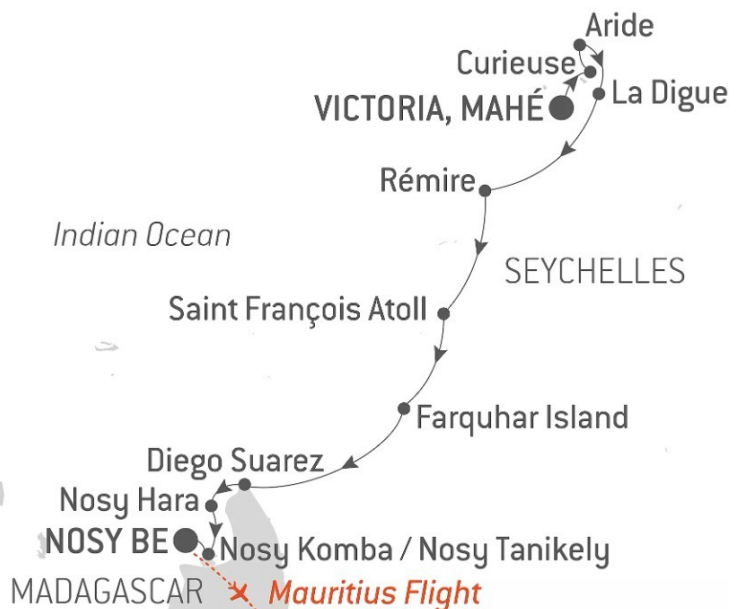 Aride
Curieuse
La Digue
VICTORIA, MAHÉ
Rémire
Indian Ocean
SEYCHELLES
Saint François Atoll
Farquhar Island
Diego Suarez
Nosy Hara
NOSY BE
Nosy Komba / Nosy Tanikely
MADAGASCAR
Mauritius Flight